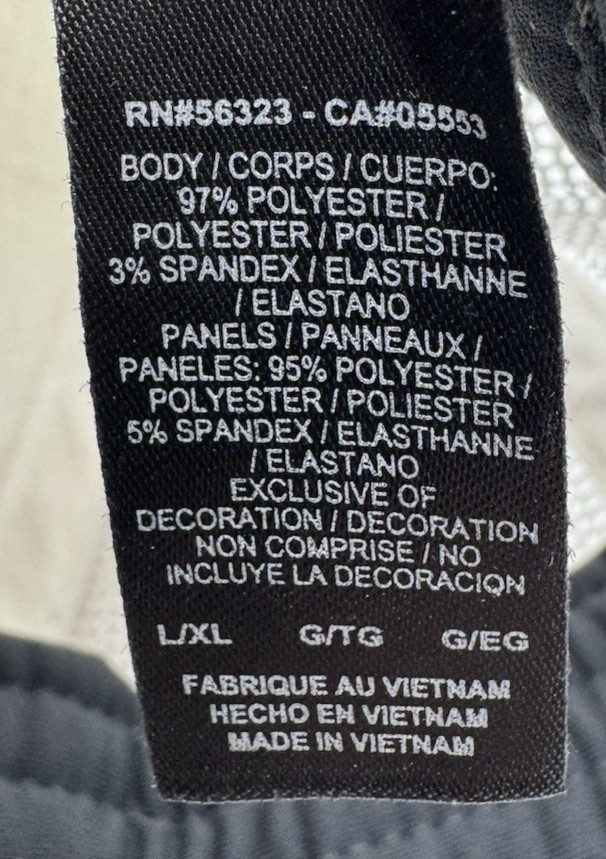 RN#56323 - CA#05553
BODY / CORPS / CUERPO:
97% POLYESTER /
POLYESTER / POLIESTER
3% SPANDEX / ELASTHANNE
/ ELASTANO
PANELS / PANNEAUX /
PANELES: 95% POLYESTER /
POLYESTER / POLIESTER
5% SPANDEX / ELASTHANNE
/ ELASTANO
EXCLUSIVE OF
DECORATION / DECORATION
NON COMPRISE / NO
INCLUYE LA DECORACION
L/XL G/TG G/EG
FABRIQUE AU VIETNAM
HECHO EN VIETNAM
MADE IN VIETNAM